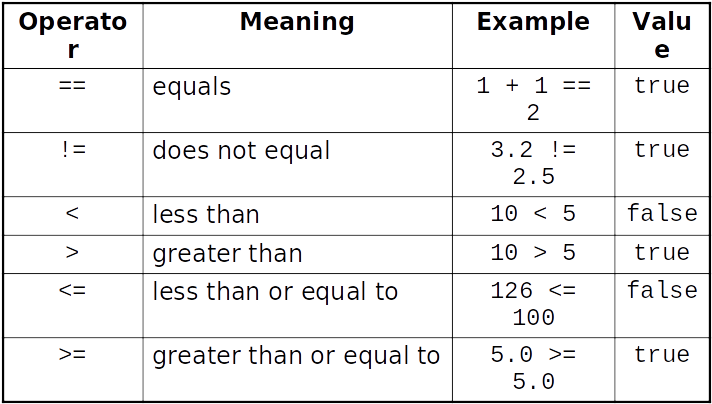 Operato Meaning Example Valu
r e
== equals 1 + 1 == true
2
!= does not equal 3.2 != true
2.5
< less than 10 < 5 false
> greater than 10 > 5 true
<= less than or equal to 126 <= false
100
>= greater than or equal to 5.0 >= true
5.0